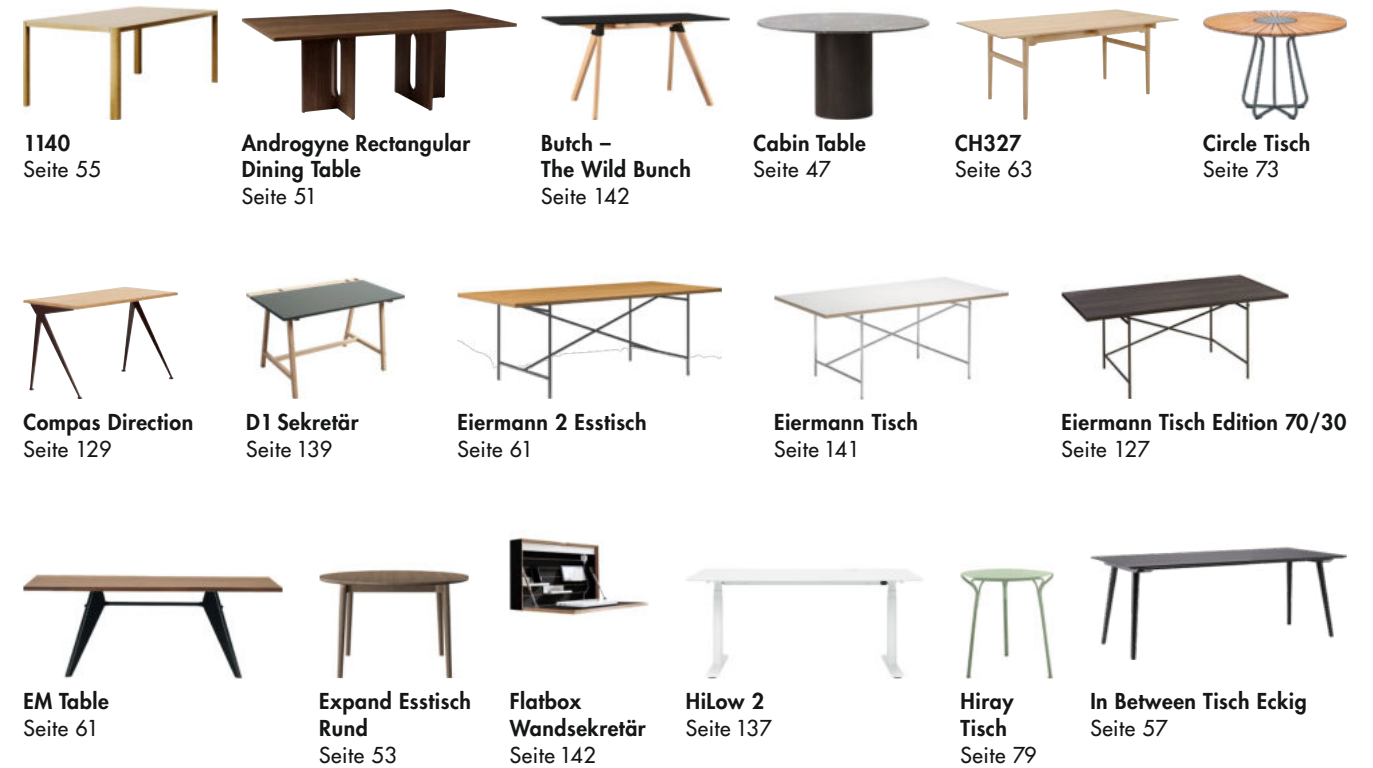 1140
Seite 55
Androgyne Rectangular
Dining Table
Seite 51
Butch –
The Wild Bunch
Seite 142
Cabin Table
Seite 47
CH327
Seite 63
Circle Tisch
Seite 73
Compas Direction
Seite 129
D1 Sekretär
Seite 139
Eiermann 2 Esstisch
Seite 61
Eiermann Tisch
Seite 141
Eiermann Tisch Edition 70/30
Seite 127
EM Table
Seite 61
Expand Esstisch
Rund
Seite 53
Flatbox
Wandsekretär
Seite 142
HiLow 2
Seite 137
Hiray
Tisch
Seite 79
In Between Tisch Eckig
Seite 57